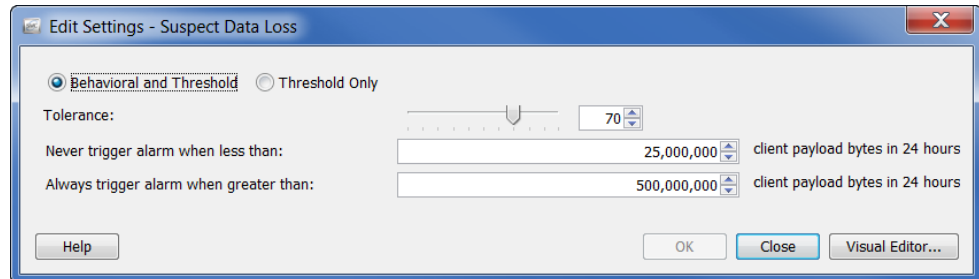 Edit Settings - Suspect Data Loss
X
Behavioral and Threshold Threshold Only
Tolerance: 70
Never trigger alarm when less than: 25,000,000 client payload bytes in 24 hours
Always trigger alarm when greater than: 500,000,000 client payload bytes in 24 hours
Help OK Close Visual Editor...